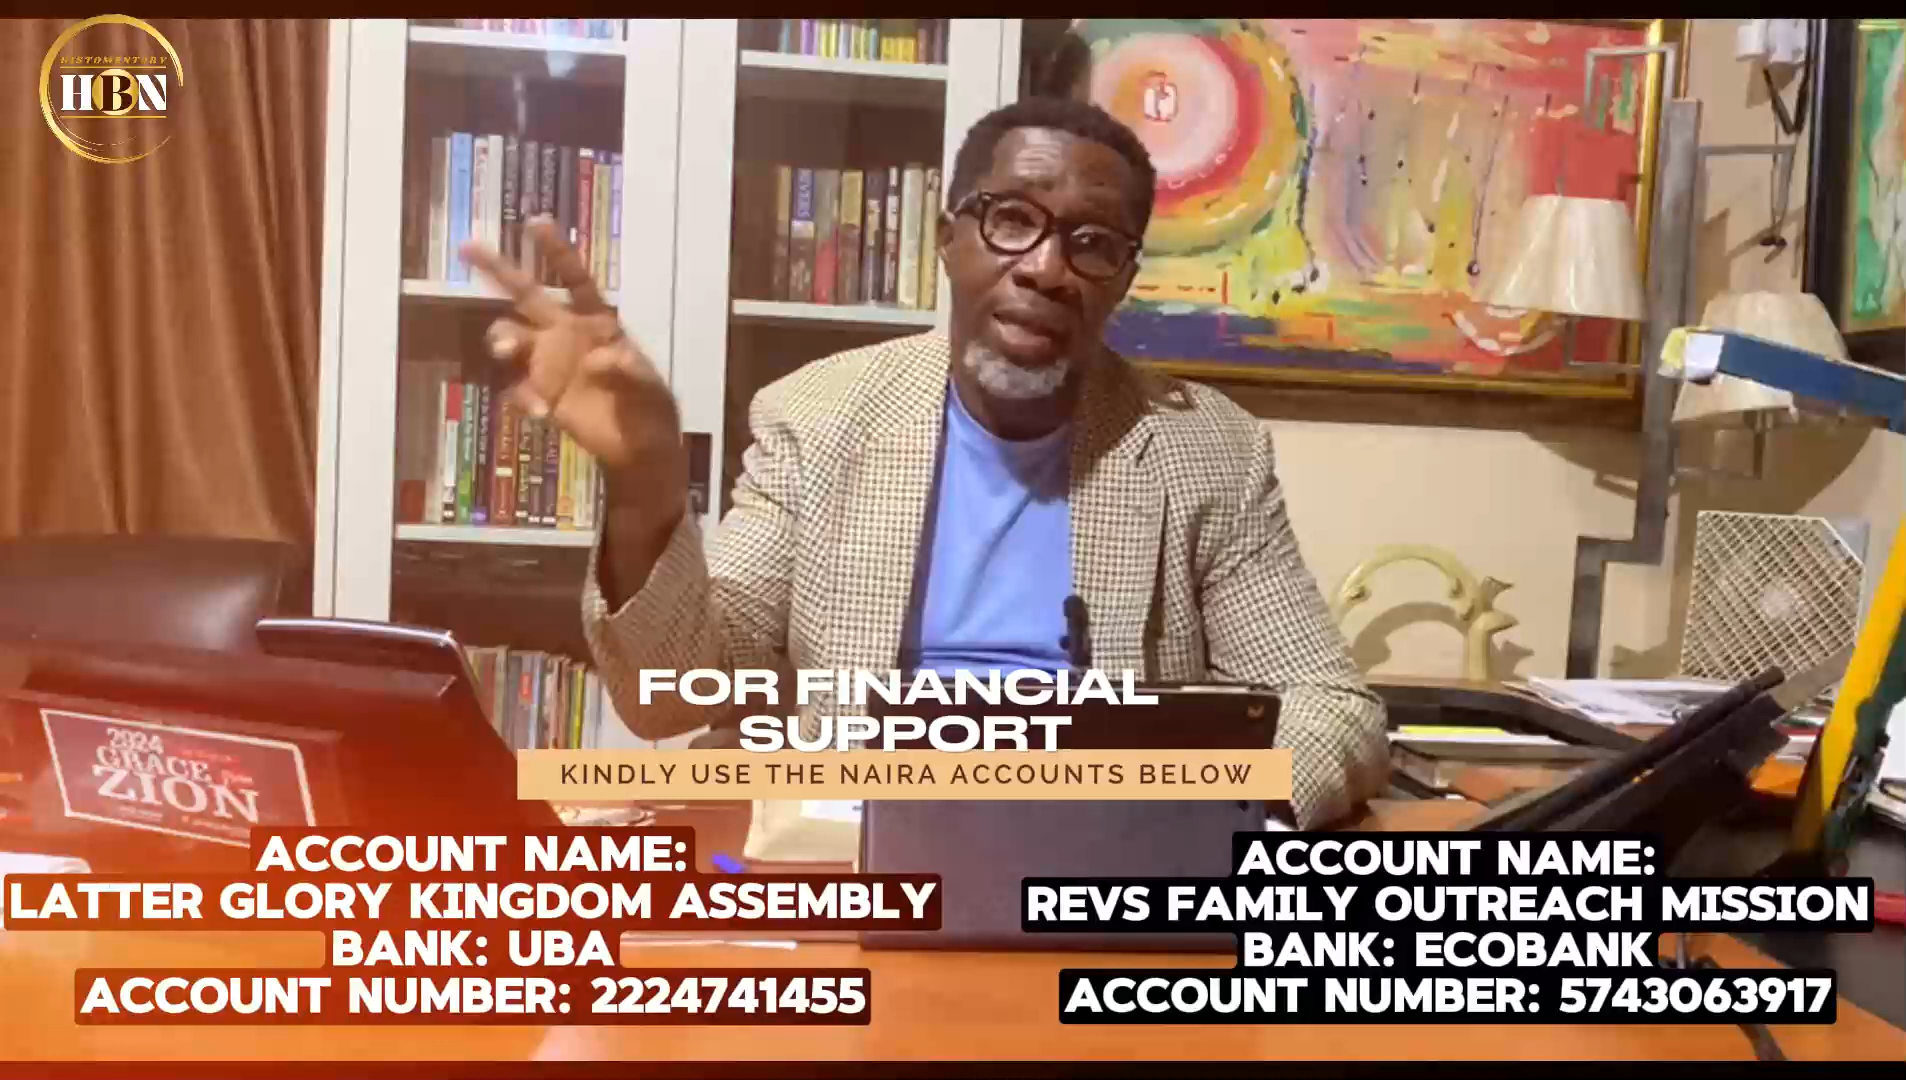 HISTOMENTORY
HBN
FOR FINANCIAL
SUPPORT
KINDLY USE THE NAIRA ACCOUNTS BELOW
2024
GRACE
ZION
ACCOUNT NAME:
LATTER GLORY KINGDOM ASSEMBLY
BANK: UBA
ACCOUNT NUMBER: 2224741455
ACCOUNT NAME:
REVS FAMILY OUTREACH MISSION
BANK: ECOBANK
ACCOUNT NUMBER: 5743063917